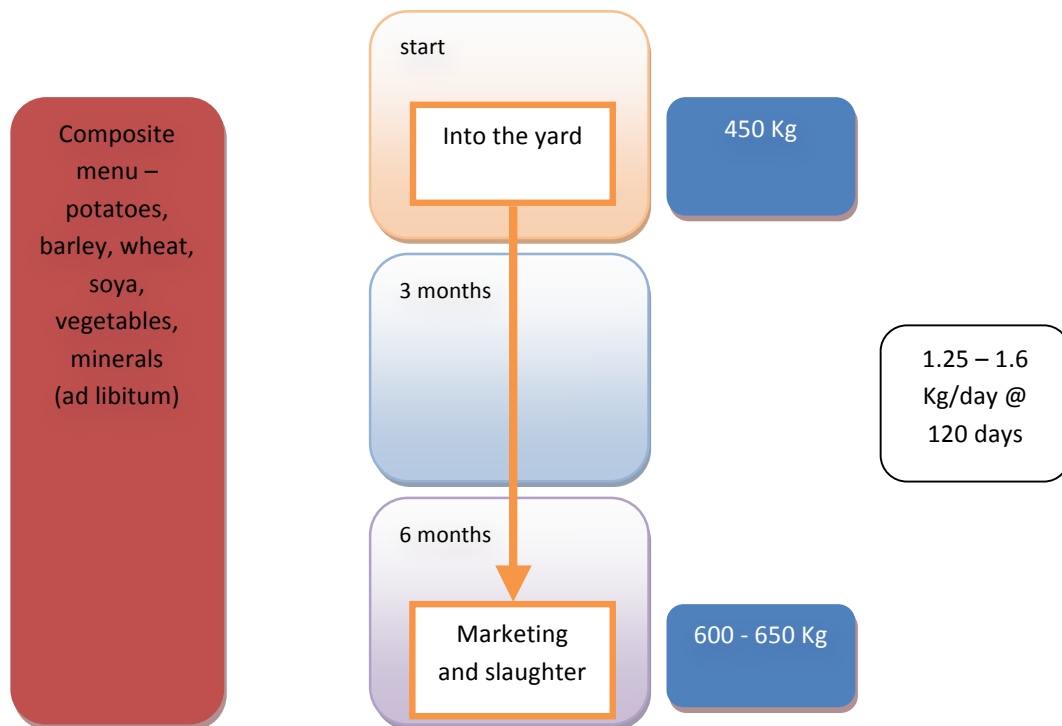 start
Into the yard
450 Kg
Composite
menu –
potatoes,
barley, wheat,
soya,
vegetables,
minerals
(ad libitum)
3 months
1.25 – 1.6
Kg/day @
120 days
6 months
Marketing
and slaughter
600 - 650 Kg